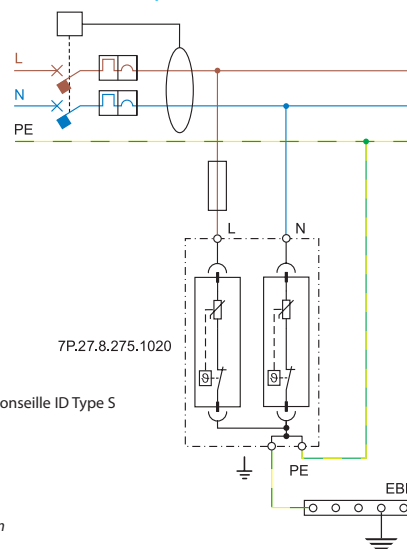 L
N
PE
L N
7P.27.8.275.1020
ϑ ϑ
onseille ID Type S
PE
EB
n